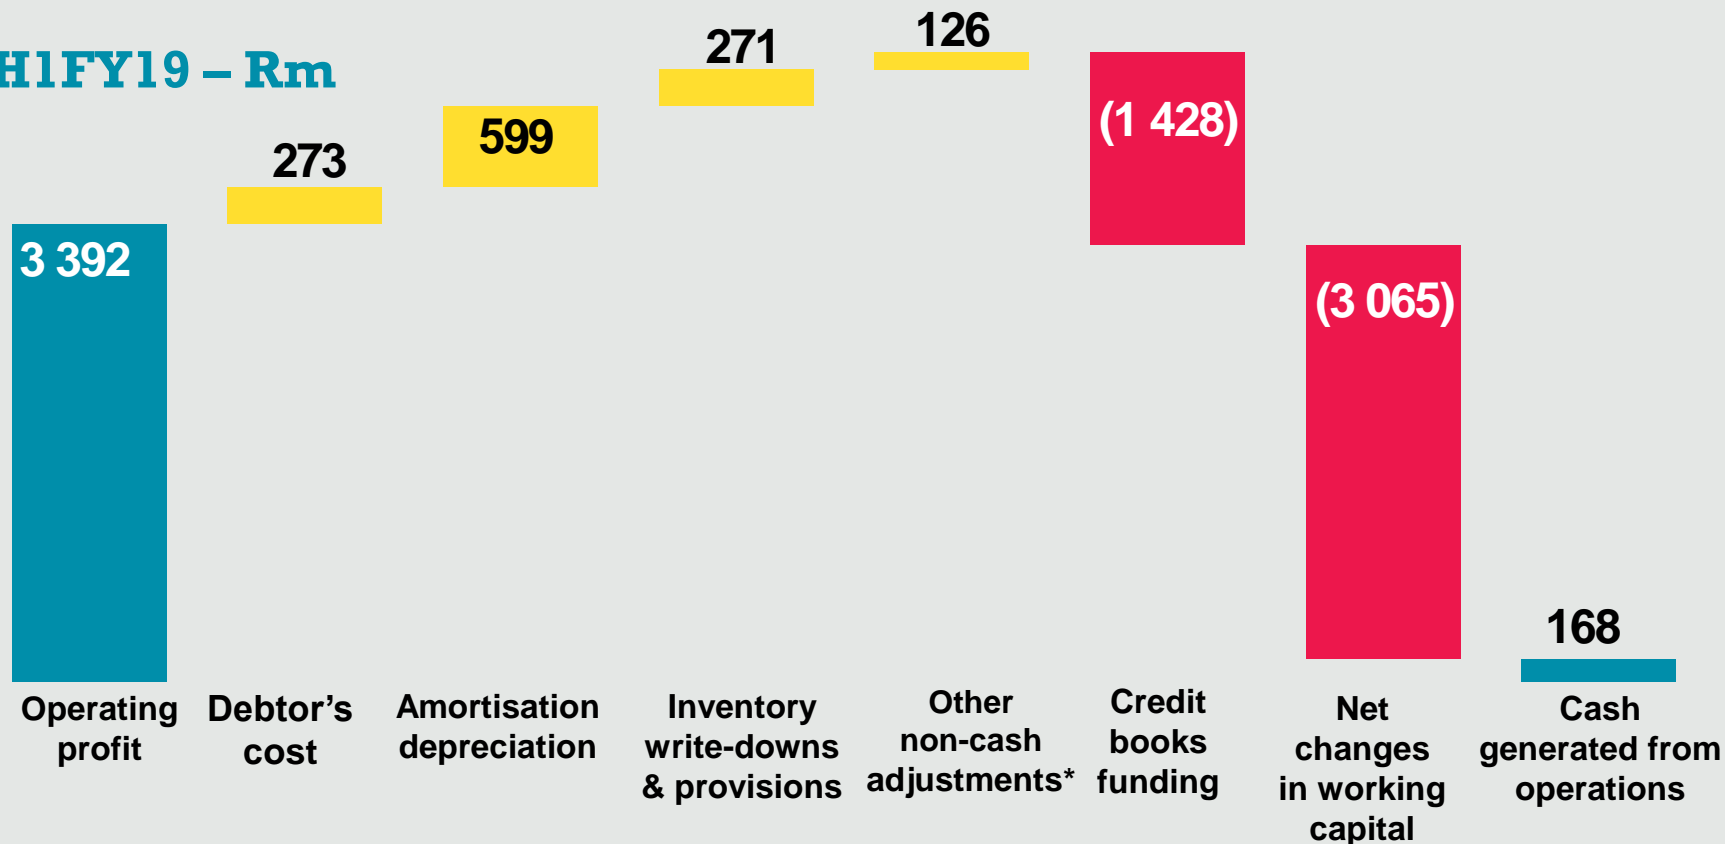 H1FY19 – Rm
3 392
273
599
271
126
(1 428)
(3 065)
168
Operating
profit
Debtor’s
cost
Amortisation
depreciation
Inventory
write-downs
& provisions
Other
non-cash
adjustments*
Credit
books
funding
Net
changes
in working
capital
Cash
generated from
operations